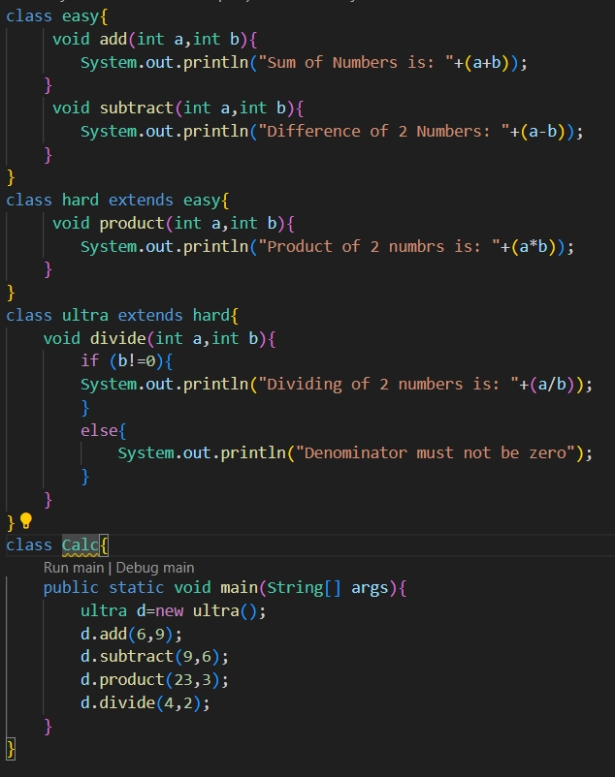 class easy{
void add(int a,int b){
System.out.println("Sum of Numbers is: "+(a+b));
}
void subtract(int a,int b){
System.out.println("Difference of 2 Numbers: "+(a-b));
}
}
class hard extends easy{
void product(int a,int b){
System.out.println("Product of 2 numbrs is: "+(a*b));
}
}
class ultra extends hard{
void divide(int a,int b){
if (b!=0){
System.out.println("Dividing of 2 numbers is: "+(a/b));
}
else{
System.out.println("Denominator must not be zero");
}
}
}
class Calc{
Run main | Debug main
public static void main(String[] args){
ultra d=new ultra();
d.add(6,9);
d.subtract(9,6);
d.product(23,3);
d.divide(4,2);
}
}